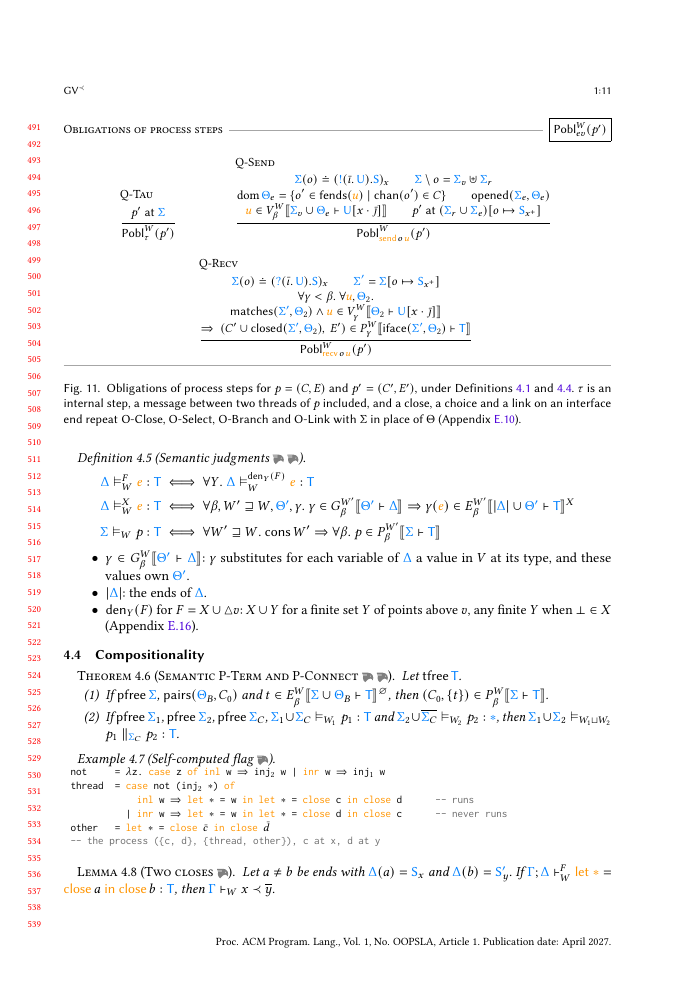 GV≺ 1:11
491 OBLIGATIONS OF PROCESS STEPS Pobl^W_ev(p′)
492
493 Q-SEND
494 Σ(o) ≐ (!(ī. U).S)_x Σ \ o = Σ_v ⊎ Σ_r
495 Q-TAU dom Θ_e = {o′ ∈ fends(u) | chan(o′) ∈ C} opened(Σ_e, Θ_e)
496 p′ at Σ u ∈ V^W_β⟦Σ_v ∪ Θ_e ⊢ U[x · j̄]⟧ p′ at (Σ_r ∪ Σ_e)[o ↦ S_x+]
497 Pobl^W_τ(p′) Pobl^W_send o u(p′)
498
499 Q-RECV
500 Σ(o) ≐ (?(ī. U).S)_x Σ′ = Σ[o ↦ S_x+]
501 ∀γ < β. ∀u, Θ_2.
502 matches(Σ′, Θ_2) ∧ u ∈ V^W_γ⟦Θ_2 ⊢ U[x · j̄]⟧
503 ⇒ (C′ ∪ closed(Σ′, Θ_2), E′) ∈ P^W_γ⟦iface(Σ′, Θ_2) ⊢ T⟧
504 Pobl^W_recv o u(p′)
505
506
507 Fig. 11. Obligations of process steps for p = (C, E) and p′ = (C′, E′), under Definitions 4.1 and 4.4. τ is an
508 internal step, a message between two threads of p included, and a close, a choice and a link on an interface
509 end repeat O-Close, O-Select, O-Branch and O-Link with Σ in place of Θ (Appendix E.10).
510
511 Definition 4.5 (Semantic judgments).
512 Δ ⊨^F_W e : T ⟺ ∀Y. Δ ⊨^den_Y(F)_W e : T
513
514 Δ ⊨^X_W e : T ⟺ ∀β, W′ ⊒ W, Θ′, γ. γ ∈ G^W′_β⟦Θ′ ⊢ Δ⟧ ⇒ γ(e) ∈ E^W′_β⟦|Δ| ∪ Θ′ ⊢ T⟧^X
515 Σ ⊨_W p : T ⟺ ∀W′ ⊒ W. cons W′ ⇒ ∀β. p ∈ P^W′_β⟦Σ ⊢ T⟧
516
517 • γ ∈ G^W_β⟦Θ′ ⊢ Δ⟧: γ substitutes for each variable of Δ a value in V at its type, and these
518 values own Θ′.
519 • |Δ|: the ends of Δ.
520 • den_Y(F) for F = X ∪ △v: X ∪ Y for a finite set Y of points above v, any finite Y when ⊥ ∈ X
521 (Appendix E.16).
522
523 4.4 Compositionality
524 THEOREM 4.6 (SEMANTIC P-TERM AND P-CONNECT). Let tfree T.
525 (1) If pfree Σ, pairs(Θ_B, C_0) and t ∈ E^W_β⟦Σ ∪ Θ_B ⊢ T⟧^∅, then (C_0, {t}) ∈ P^W_β⟦Σ ⊢ T⟧.
526
527 (2) If pfree Σ_1, pfree Σ_2, pfree Σ_C, Σ_1 ∪ Σ_C ⊨_W_1 p_1 : T and Σ_2 ∪ Σ̅_C ⊨_W_2 p_2 : ∗, then Σ_1 ∪ Σ_2 ⊨_W_1∪W_2
528 p_1 ∥_Σ_C p_2 : T.
529 Example 4.7 (Self-computed flag).
530 not = λz. case z of inl w ⇒ inj₂ w | inr w ⇒ inj₁ w
531 thread = case not (inj₂ ∗) of
532 inl w ⇒ let ∗ = w in let ∗ = close c in close d -- runs
533 | inr w ⇒ let ∗ = w in let ∗ = close d in close c -- never runs
other = let ∗ = close c̄ in close d̄
534 -- the process ({c, d}, {thread, other}), c at x, d at y
535
536 LEMMA 4.8 (TWO CLOSES). Let a ≠ b be ends with Δ(a) = S_x and Δ(b) = S′_y. If Γ; Δ ⊢^F_W let ∗ =
537 close a in close b : T, then Γ ⊢_W x ≺ y̅.
538
539
Proc. ACM Program. Lang., Vol. 1, No. OOPSLA, Article 1. Publication date: April 2027.